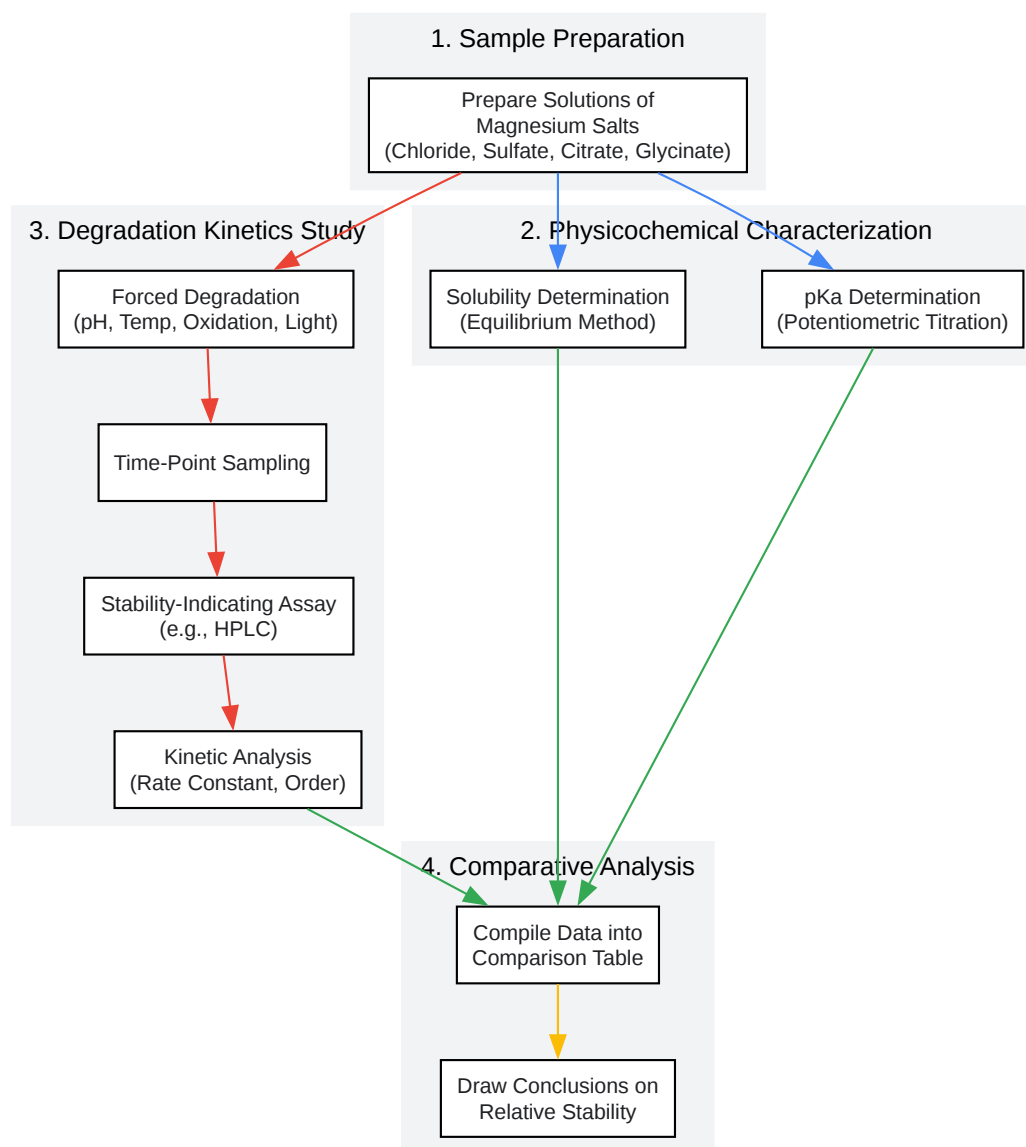 1. Sample Preparation
Prepare Solutions of
Magnesium Salts
(Chloride, Sulfate, Citrate, Glycinate)
3. Degradation Kinetics Study
Forced Degradation
(pH, Temp, Oxidation, Light)
Time-Point Sampling
Stability-Indicating Assay
(e.g., HPLC)
Kinetic Analysis
(Rate Constant, Order)
2. Physicochemical Characterization
Solubility Determination
(Equilibrium Method)
pKa Determination
(Potentiometric Titration)
4. Comparative Analysis
Compile Data into
Comparison Table
Draw Conclusions on
Relative Stability